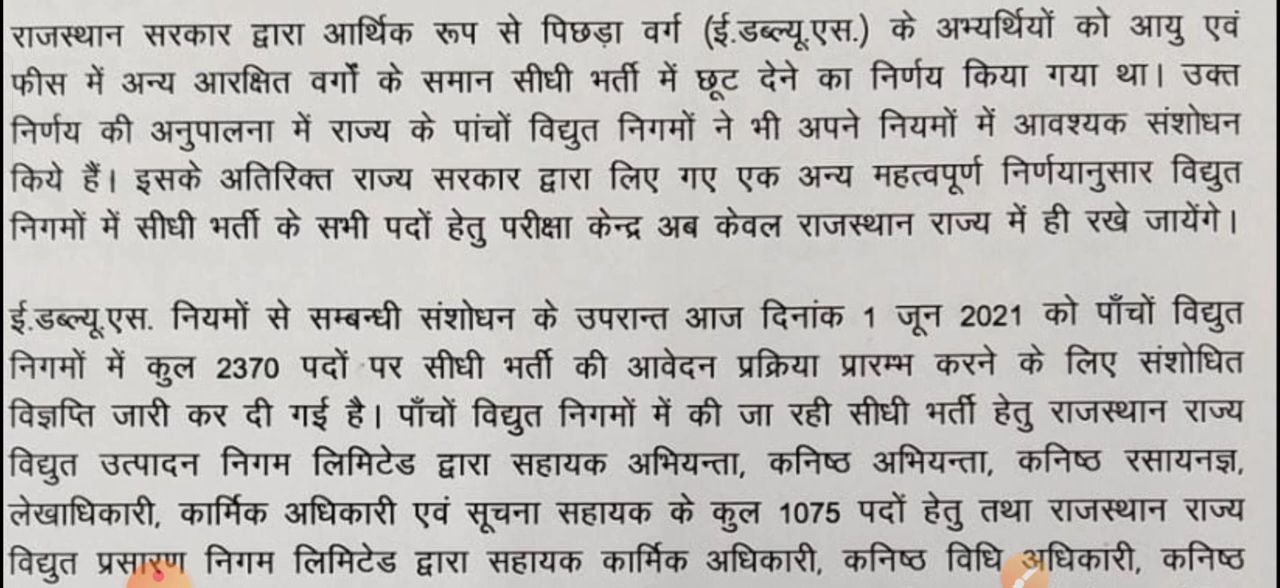 राजस्थान सरकार द्वारा आर्थिक रूप से पिछड़ा वर्ग (ई.डब्ल्यू.एस.) के अभ्यर्थियों को आयु एवं
फीस में अन्य आरक्षित वर्गों के समान सीधी भर्ती में छूट देने का निर्णय किया गया था। उक्त
निर्णय की अनुपालना में राज्य के पांचों विद्युत निगमों ने भी अपने नियमों में आवश्यक संशोधन
किये हैं। इसके अतिरिक्त राज्य सरकार द्वारा लिए गए एक अन्य महत्वपूर्ण निर्णयानुसार विद्युत
निगमों में सीधी भर्ती के सभी पदों हेतु परीक्षा केन्द्र अब केवल राजस्थान राज्य में ही रखे जायेंगे।
ई.डब्ल्यू.एस. नियमों से सम्बन्धी संशोधन के उपरान्त आज दिनांक 1 जून 2021 को पाँचों विद्युत
निगमों में कुल 2370 पदों पर सीधी भर्ती की आवेदन प्रक्रिया प्रारम्भ करने के लिए संशोधित
विज्ञप्ति जारी कर दी गई है। पाँचों विद्युत निगमों में की जा रही सीधी भर्ती हेतु राजस्थान राज्य
विद्युत उत्पादन निगम लिमिटेड द्वारा सहायक अभियन्ता, कनिष्ठ अभियन्ता, कनिष्ठ रसायनज्ञ,
लेखाधिकारी, कार्मिक अधिकारी एवं सूचना सहायक के कुल 1075 पदों हेतु तथा राजस्थान राज्य
विद्युत प्रसारण निगम लिमिटेड द्वारा सहायक कार्मिक अधिकारी, कनिष्ठ विधि अधिकारी, कनिष्ठ